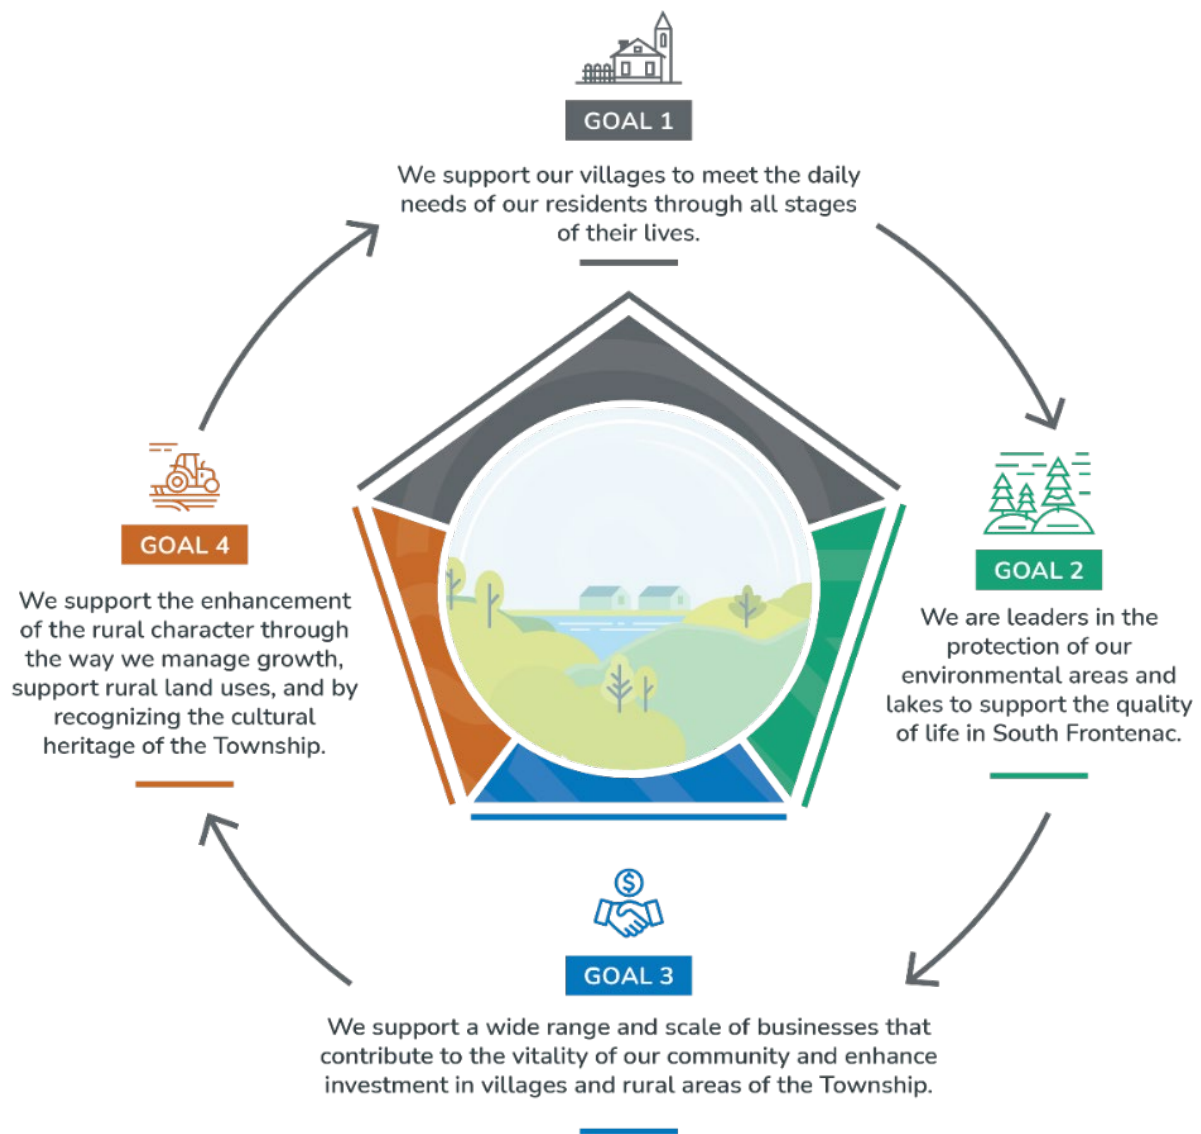 GOAL 1
We support our villages to meet the daily
needs of our residents through all stages
of their lives.
GOAL 2
We are leaders in the
protection of our
environmental areas and
lakes to support the quality
of life in South Frontenac.
$
GOAL 3
We support a wide range and scale of businesses that
contribute to the vitality of our community and enhance
investment in villages and rural areas of the Township.
GOAL 4
We support the enhancement
of the rural character through
the way we manage growth,
support rural land uses, and by
recognizing the cultural
heritage of the Township.